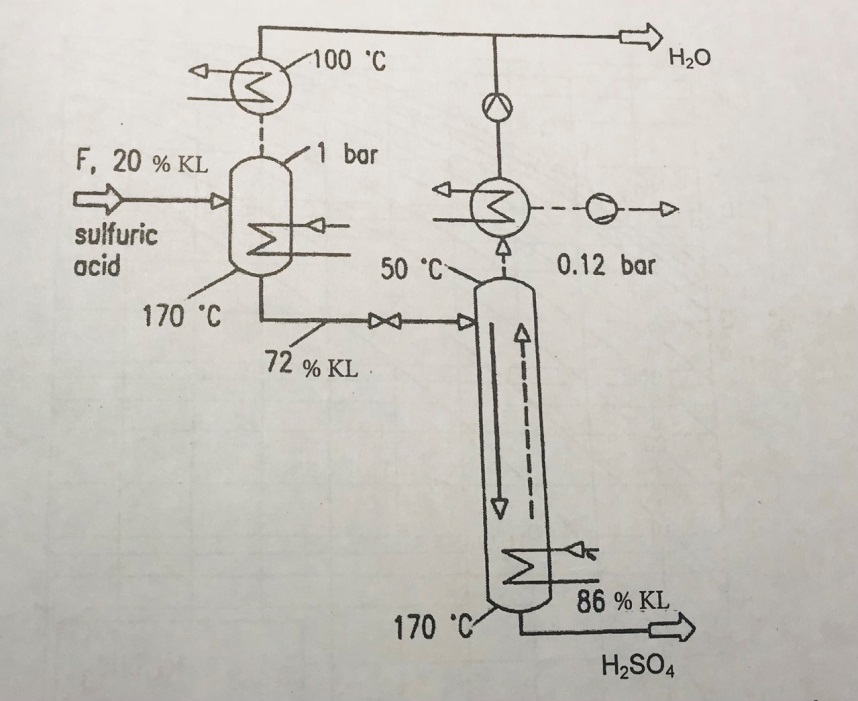 100 °C
H₂O
1 bar
F, 20 % KL
sulfuric
acid
50 °C
0.12 bar
170 °C
72 % KL
86 % KL
170 °C
H₂SO₄